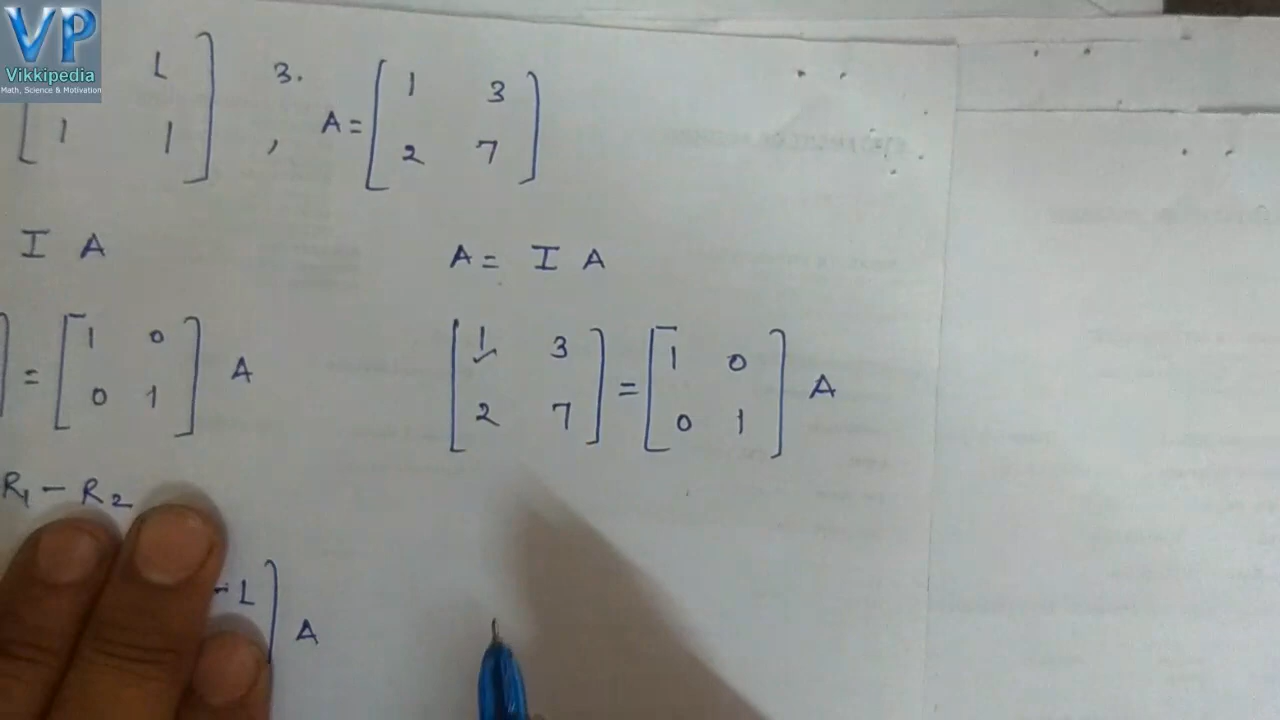 VP
Vikkipedia
Math, Science & Motivation
1
1 1 ,
3.
A = [ 1 3
2 7 ]
I A
= [ 1 0
0 1 ] A
R1 - R2
A
A = I A
[ 1 3
2 7 ] = [ 1 0
0 1 ] A